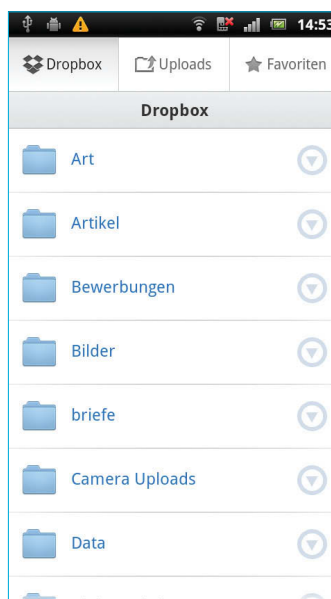 14:53
Dropbox Uploads Favoriten
Dropbox
Art
Artikel
Bewerbungen
Bilder
briefe
Camera Uploads
Data